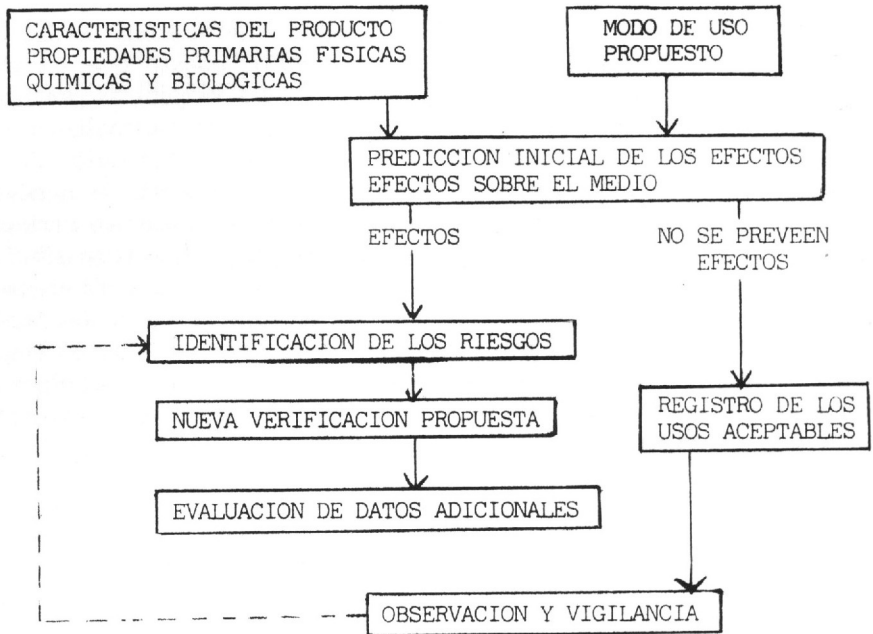 CARACTERISTICAS DEL PRODUCTO
PROPIEDADES PRIMARIAS FISICAS
QUIMICAS Y BIOLOGICAS
MODO DE USO
PROPUESTO
PREDICCION INICIAL DE LOS EFECTOS
EFECTOS SOBRE EL MEDIO
EFECTOS
NO SE PREVEEN
EFECTOS
IDENTIFICACION DE LOS RIESGOS
NUEVA VERIFICACION PROPUESTA
REGISTRO DE LOS
USOS ACEPTABLES
EVALUACION DE DATOS ADICIONALES
OBSERVACION Y VIGILANCIA